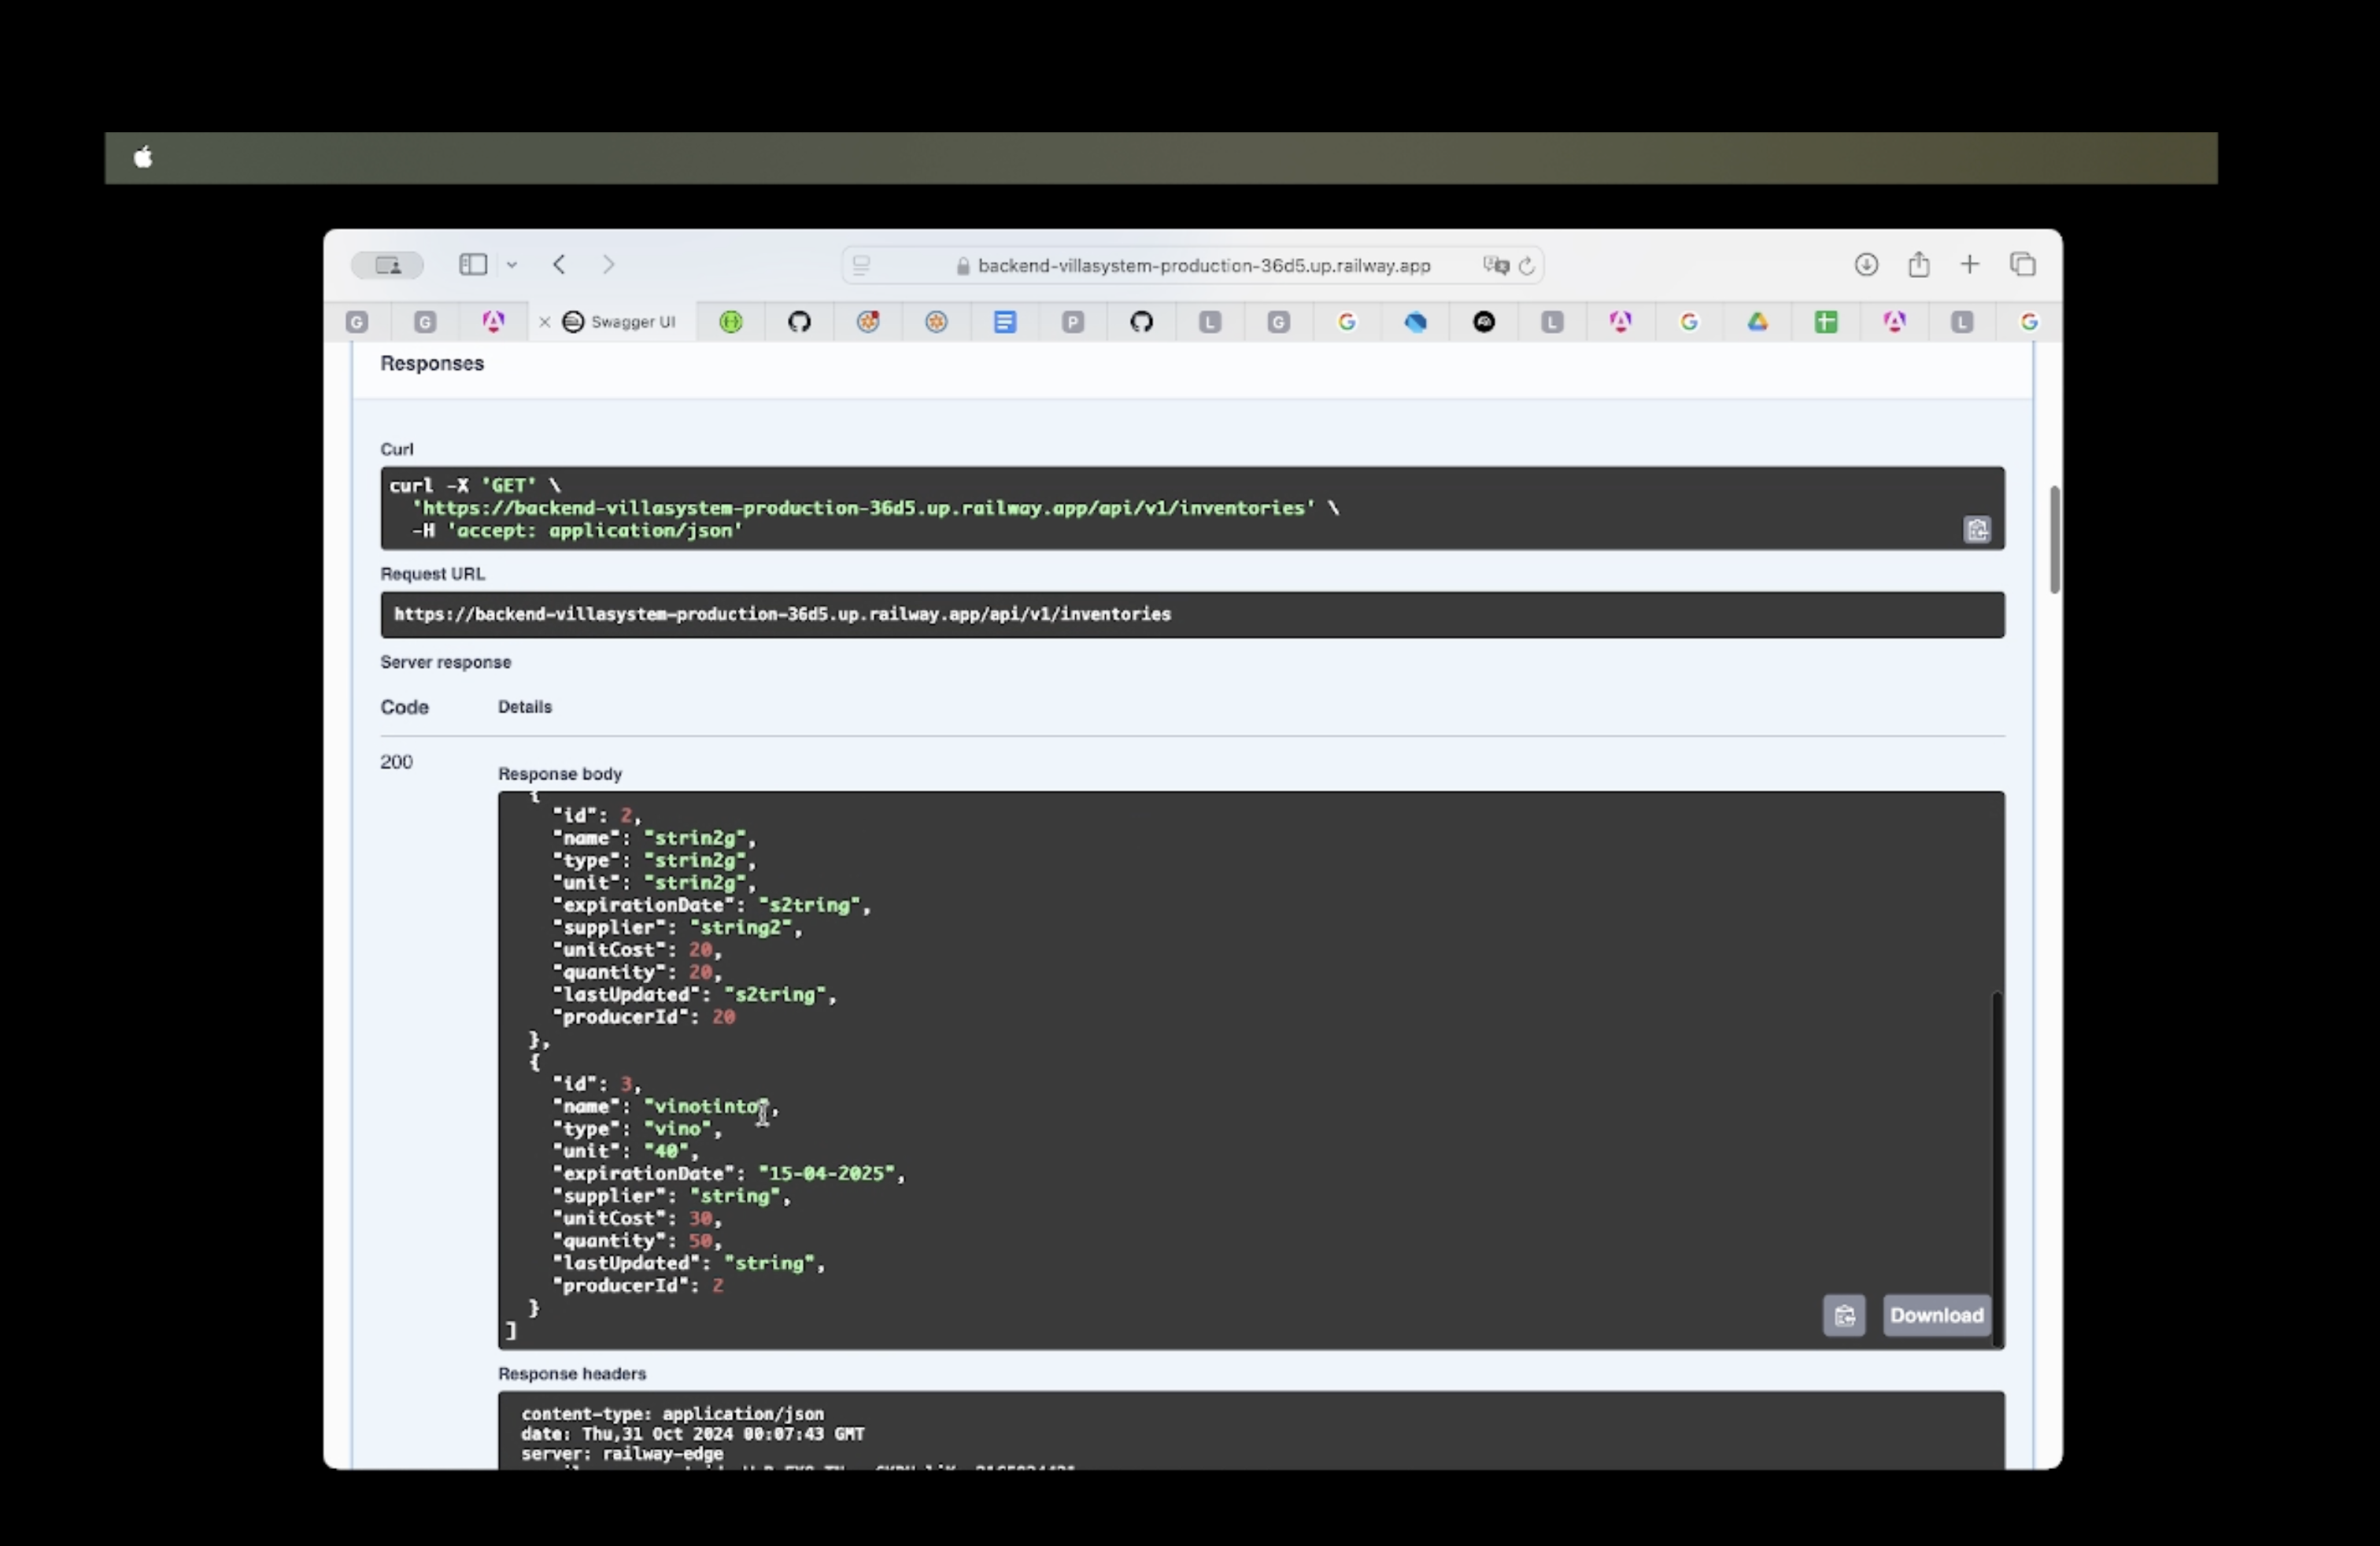 backend-villasystem-production-36d5.up.railway.app
G G Swagger UI P L G G L G L G
Responses
Curl
curl -X 'GET' \
'https://backend-villasystem-production-36d5.up.railway.app/api/v1/inventories' \
-H 'accept: application/json'
Request URL
https://backend-villasystem-production-36d5.up.railway.app/api/v1/inventories
Server response
Code Details
200
Response body
{
"id": 2,
"name": "strin2g",
"type": "strin2g",
"unit": "strin2g",
"expirationDate": "s2tring",
"supplier": "string2",
"unitCost": 20,
"quantity": 20,
"lastUpdated": "s2tring",
"producerId": 20
},
{
"id": 3,
"name": "vinotinto",
"type": "vino",
"unit": "40",
"expirationDate": "15-04-2025",
"supplier": "string",
"unitCost": 30,
"quantity": 50,
"lastUpdated": "string",
"producerId": 2
}
]
Download
Response headers
content-type: application/json
date: Thu,31 Oct 2024 00:07:43 GMT
server: railway-edge